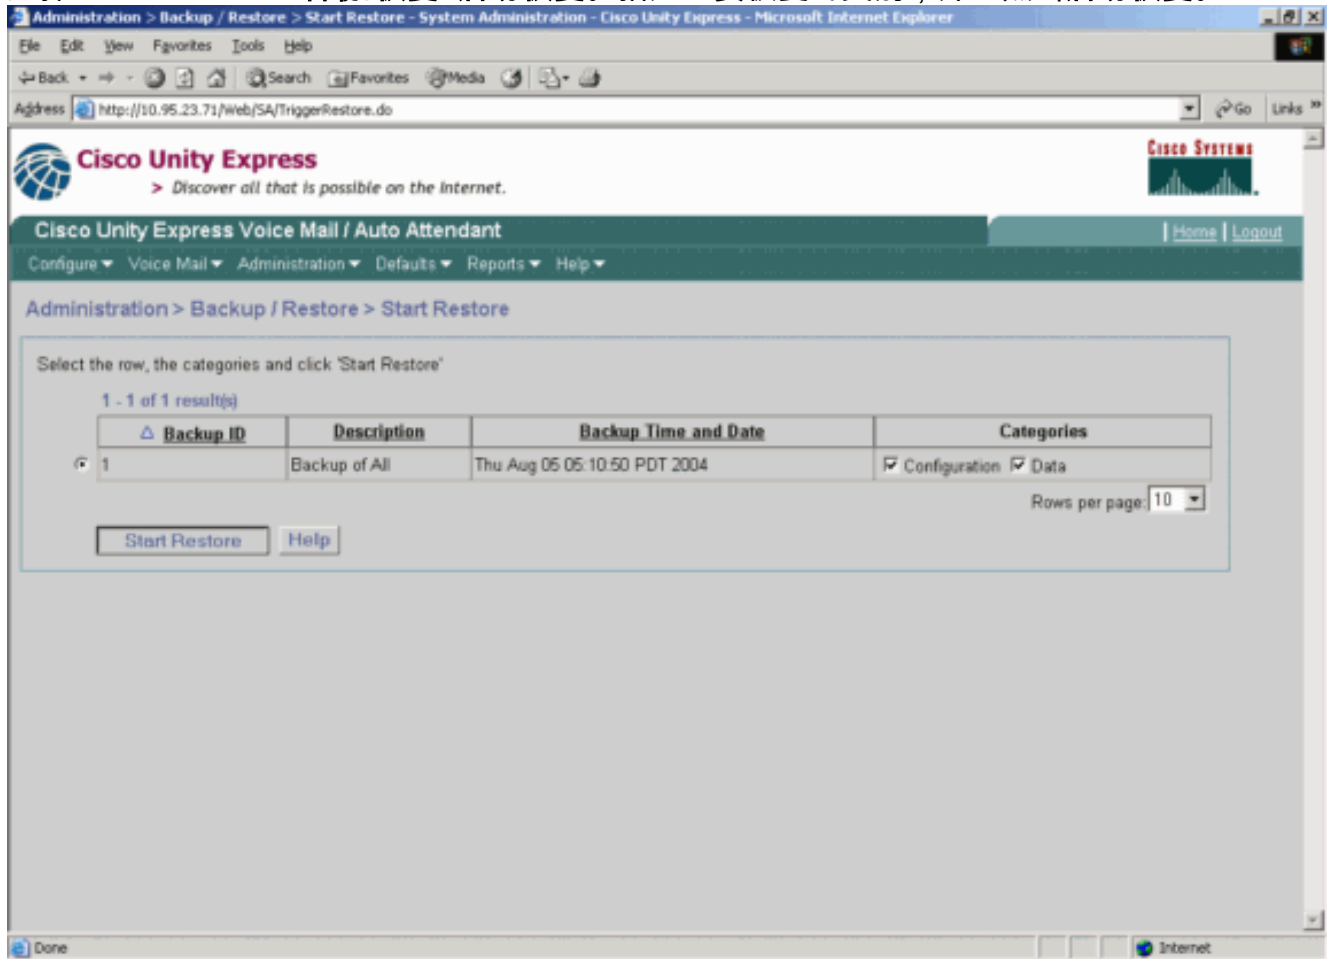 Administration > Backup / Restore > Start Restore - System Administration - Cisco Unity Express - Microsoft Internet Explorer
File Edit View Favorites Tools Help
Back Search Favorites Media
Address http://10.95.23.71/Web/SA/TriggerRestore.do Go Links »
Cisco Unity Express
> Discover all that is possible on the Internet.
CISCO SYSTEMS
Cisco Unity Express Voice Mail / Auto Attendant
| Home | Logout
Configure Voice Mail Administration Defaults Reports Help
Administration > Backup / Restore > Start Restore
Select the row, the categories and click 'Start Restore'
1 - 1 of 1 result(s)
Backup ID Description Backup Time and Date Categories
1 Backup of All Thu Aug 05 05:10:50 PDT 2004 Configuration Data
Rows per page: 10
Start Restore Help
Done Internet